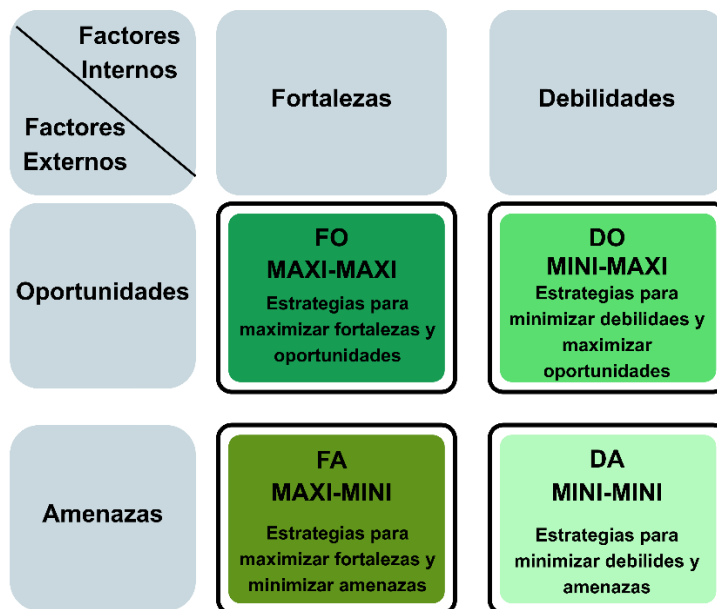 Factores
Internos
Factores
Externos
Fortalezas
Debilidades
Oportunidades
FO
MAXI-MAXI
Estrategias para
maximizar fortalezas y
oportunidades
DO
MINI-MAXI
Estrategias para
minimizar debilidaes y
maximizar
oportunidades
Amenazas
FA
MAXI-MINI
Estrategias para
maximizar fortalezas y
minimizar amenazas
DA
MINI-MINI
Estrategias para
minimizar debilides y
amenazas